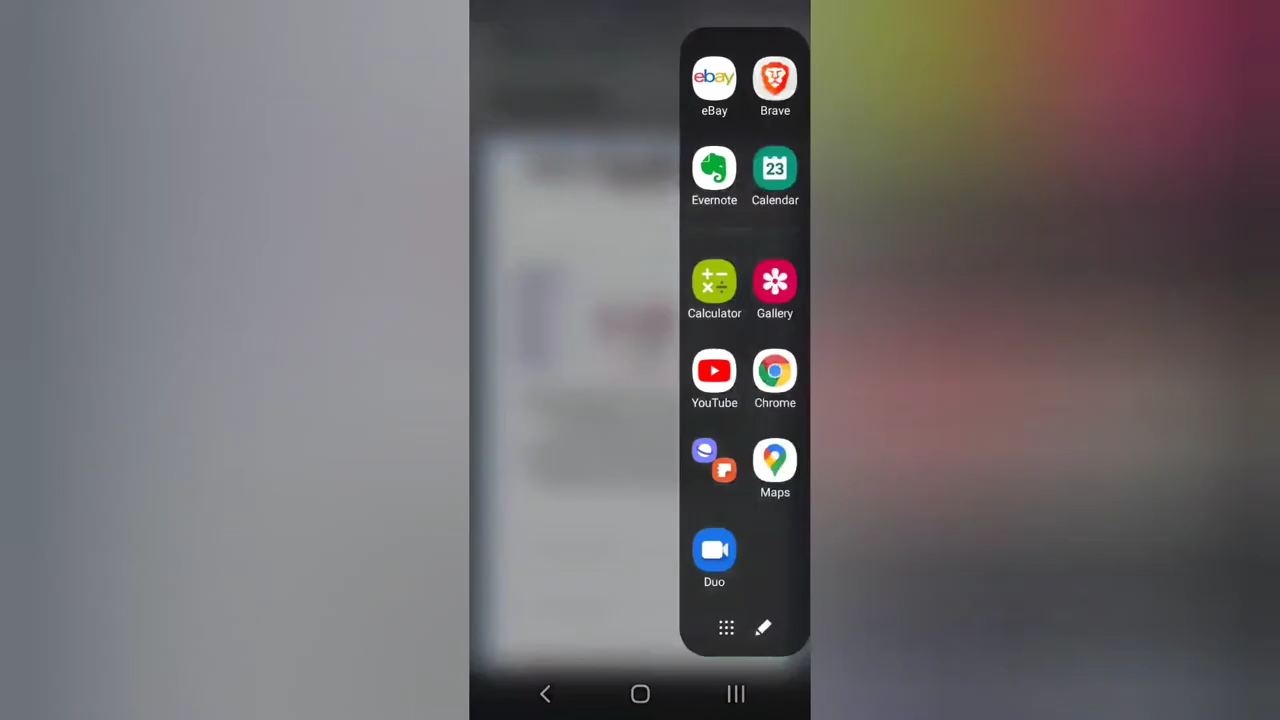 ebay
eBay Brave
23
Evernote Calendar
Calculator Gallery
YouTube Chrome
Maps
Duo